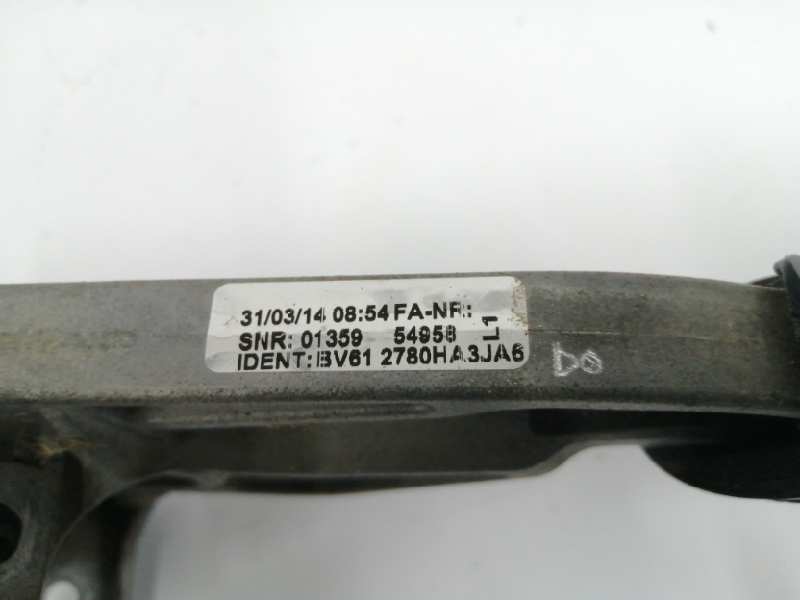 31/03/14 08:54 FA-NR:
SNR: 01359 54958 L1
IDENT: BV61 2780HA3JA6